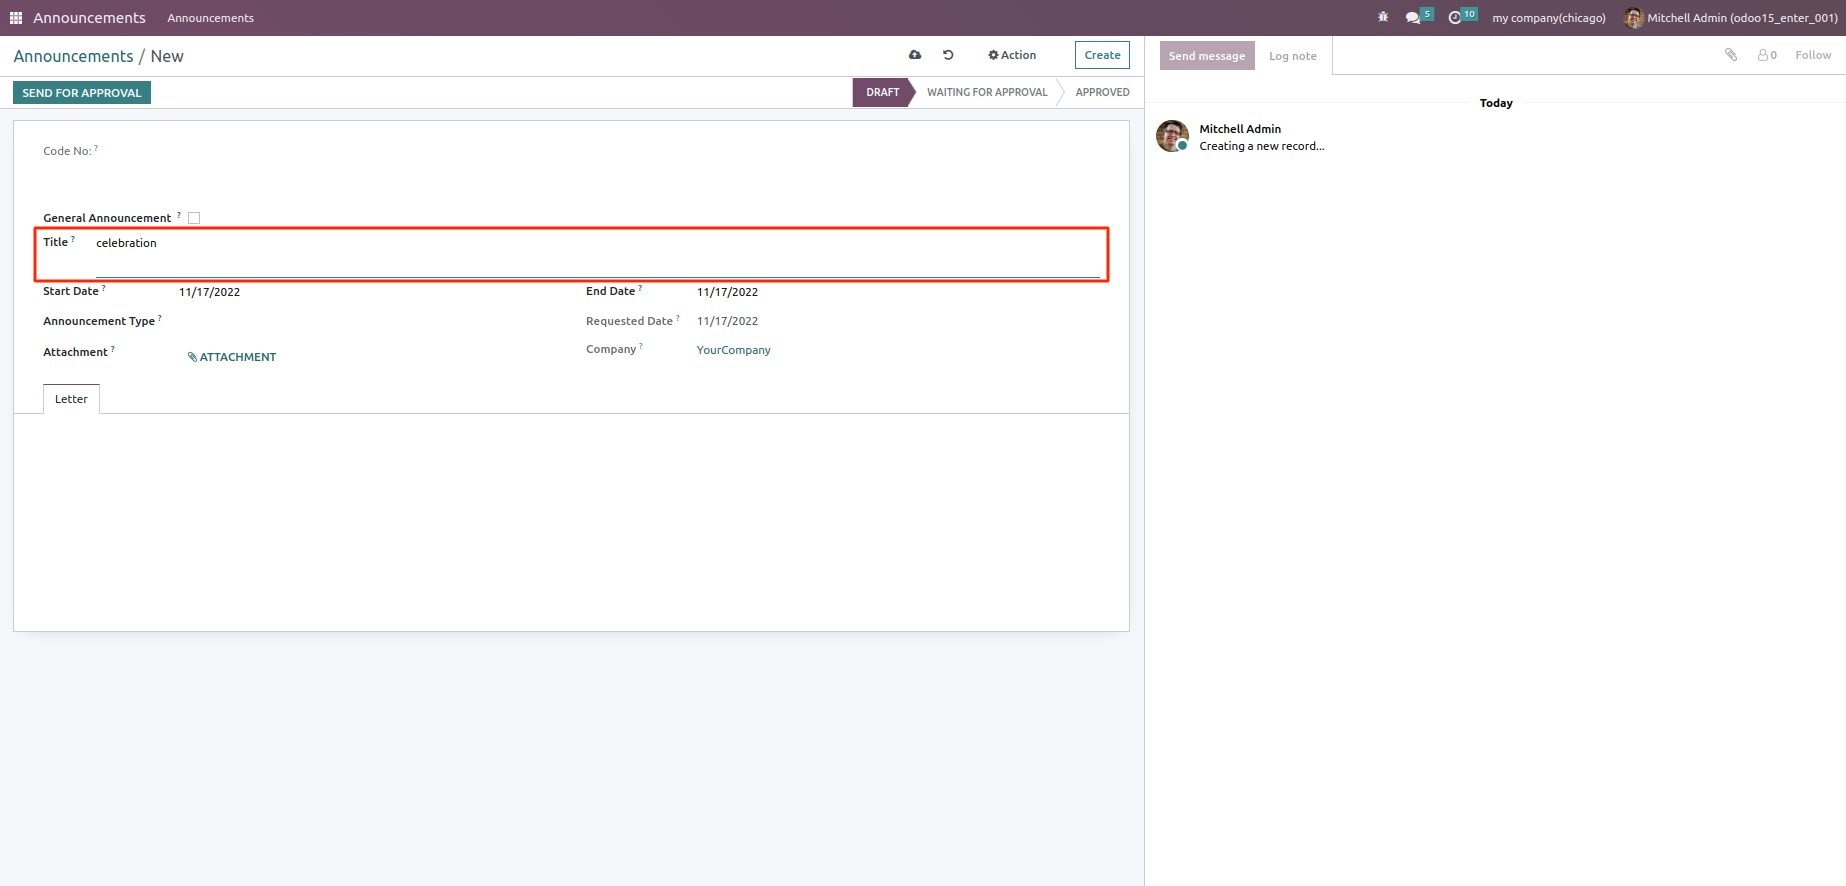 Announcements Announcements 5 10 my company(chicago) Mitchell Admin (odoo15_enter_001)
Announcements / New Action Create
SEND FOR APPROVAL DRAFT WAITING FOR APPROVAL APPROVED
Code No: ?
General Announcement ?
Title ? celebration
Start Date ? 11/17/2022 End Date ? 11/17/2022
Announcement Type ? Requested Date ? 11/17/2022
Attachment ? ATTACHMENT Company ? YourCompany
Letter
Send message Log note 0 Follow
Today
Mitchell Admin
Creating a new record...